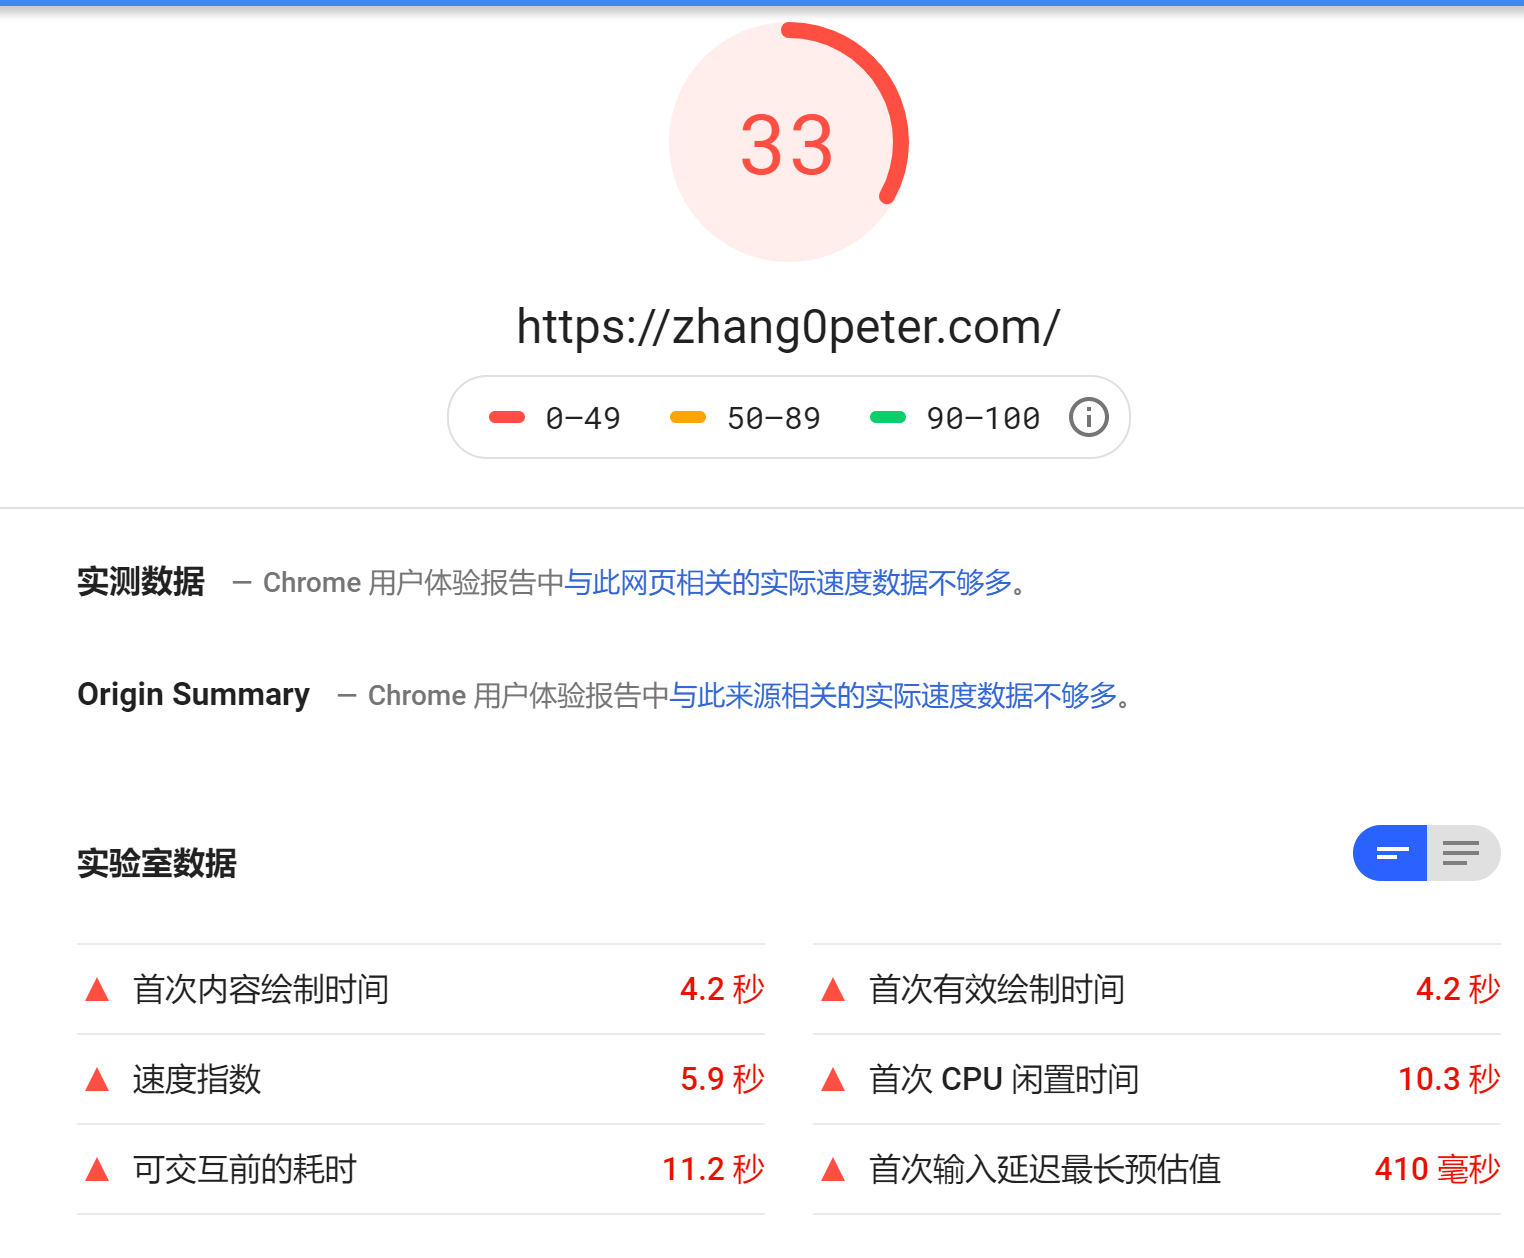 33
https://zhang0peter.com/
0–49 50–89 90–100
实测数据 — Chrome 用户体验报告中与此网页相关的实际速度数据不够多。
Origin Summary — Chrome 用户体验报告中与此来源相关的实际速度数据不够多。
实验室数据
首次内容绘制时间 4.2 秒
首次有效绘制时间 4.2 秒
速度指数 5.9 秒
首次 CPU 闲置时间 10.3 秒
可交互前的耗时 11.2 秒
首次输入延迟最长预估值 410 毫秒